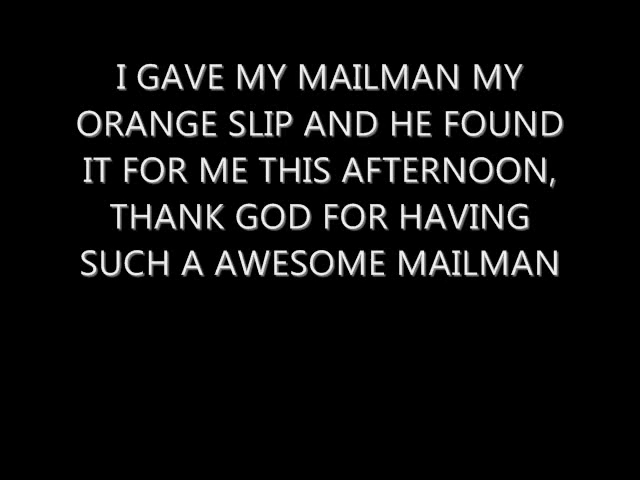 I GAVE MY MAILMAN MY
ORANGE SLIP AND HE FOUND
IT FOR ME THIS AFTERNOON,
THANK GOD FOR HAVING
SUCH A AWESOME MAILMAN